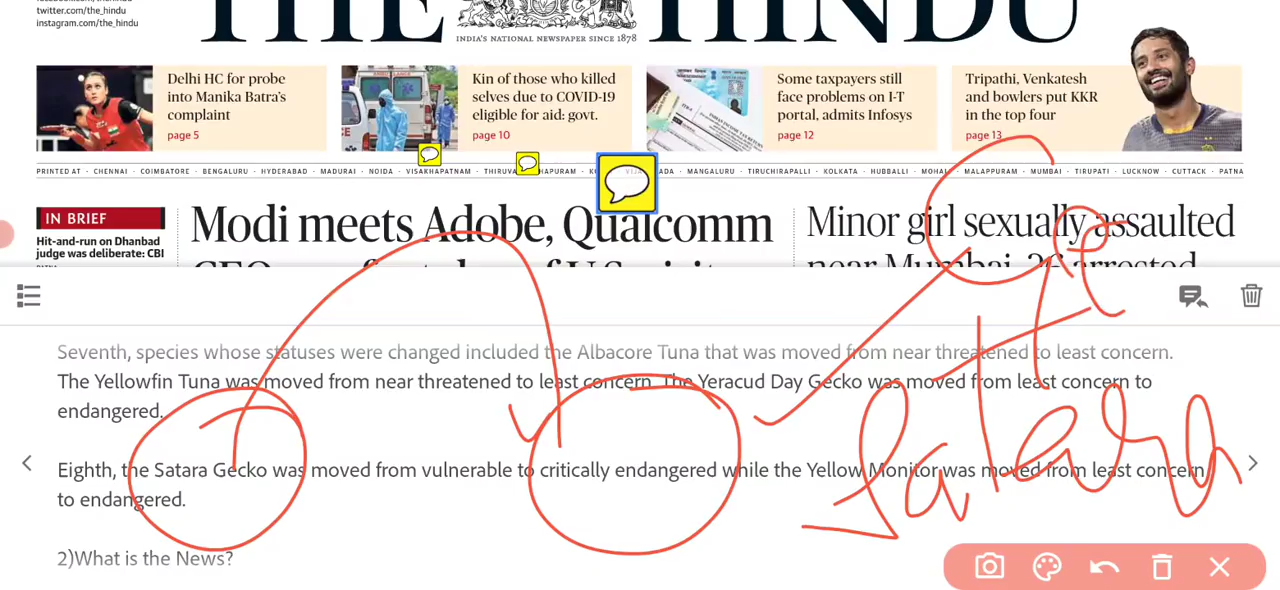 twitter.com/the_hindu
instagram.com/the_hindu
THE HINDU
INDIA'S NATIONAL NEWSPAPER SINCE 1878
Delhi HC for probe
into Manika Batra's
complaint
page 5
Kin of those who killed
selves due to COVID-19
eligible for aid: govt.
page 10
Some taxpayers still
face problems on I-T
portal, admits Infosys
page 12
Tripathi, Venkatesh
and bowlers put KKR
in the top four
page 13
PRINTED AT · CHENNAI · COIMBATORE · BENGALURU · HYDERABAD · MADURAI · NOIDA · VISAKHAPATNAM · MANGALURU · TIRUCHIRAPALLI · KOLKATA · HUBBALLI · MOHALI · MALAPPURAM · MUMBAI · TIRUPATI · LUCKNOW · CUTTACK · PATNA
IN BRIEF
Hit-and-run on Dhanbad
judge was deliberate: CBI
Modi meets Adobe, Qualcomm
Minor girl sexually assaulted
near Mumbai, 26 arrested
Seventh, species whose statuses were changed included the Albacore Tuna that was moved from near threatened to least concern.
The Yellowfin Tuna was moved from near threatened to least concern. The Yeracud Day Gecko was moved from least concern to
endangered.
Eighth, the Satara Gecko was moved from vulnerable to critically endangered while the Yellow Monitor was moved from least concern
to endangered.
2)What is the News?
Satara